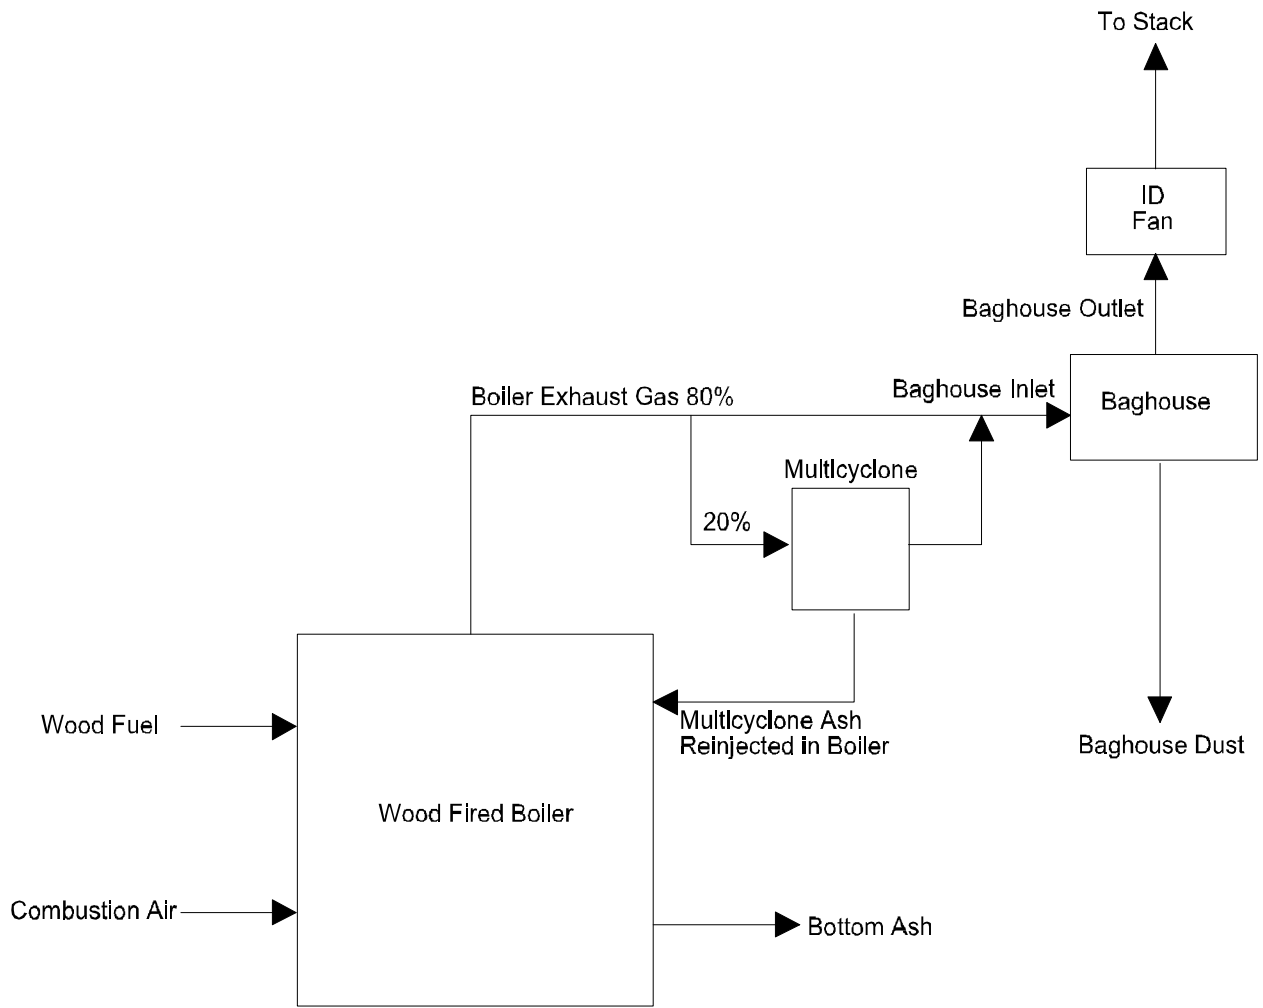 To Stack
ID
Fan
Baghouse Outlet
Boiler Exhaust Gas 80%
Baghouse Inlet
Baghouse
Multicyclone
20%
Wood Fuel
Multicyclone Ash
Reinjected in Boiler
Baghouse Dust
Wood Fired Boiler
Combustion Air
Bottom Ash